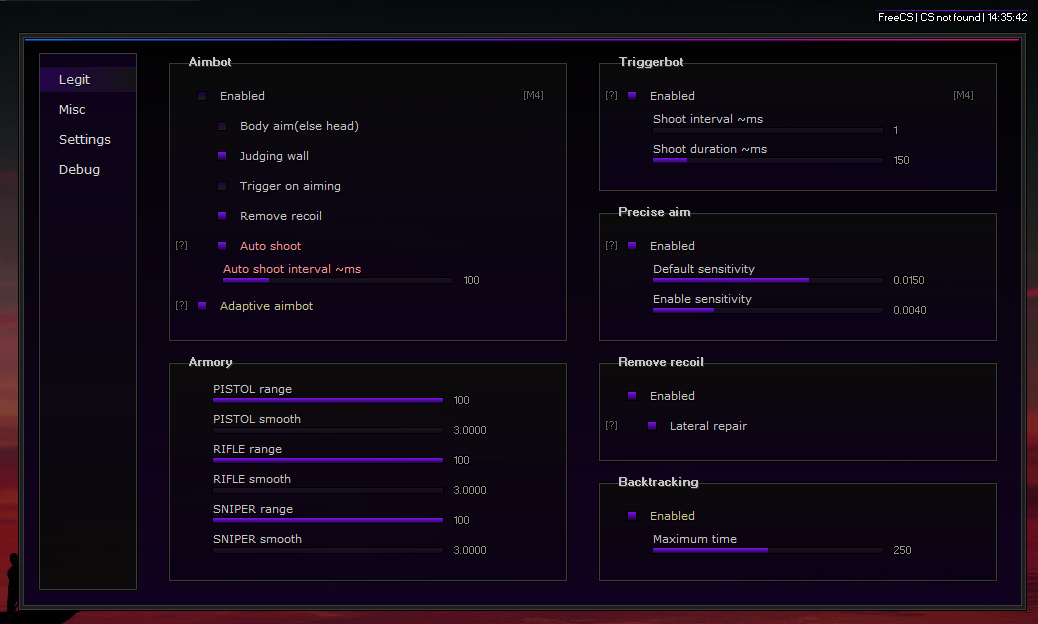 FreeCS | CS not found | 14:35:42
Legit
Misc
Settings
Debug
Aimbot
Enabled [M4]
Body aim(else head)
Judging wall
Trigger on aiming
Remove recoil
[?] Auto shoot
Auto shoot interval ~ms
100
[?] Adaptive aimbot
Armory
PISTOL range
100
PISTOL smooth
3.0000
RIFLE range
100
RIFLE smooth
3.0000
SNIPER range
100
SNIPER smooth
3.0000
Triggerbot
[?] Enabled [M4]
Shoot interval ~ms
1
Shoot duration ~ms
150
Precise aim
[?] Enabled
Default sensitivity
0.0150
Enable sensitivity
0.0040
Remove recoil
Enabled
[?] Lateral repair
Backtracking
Enabled
Maximum time
250